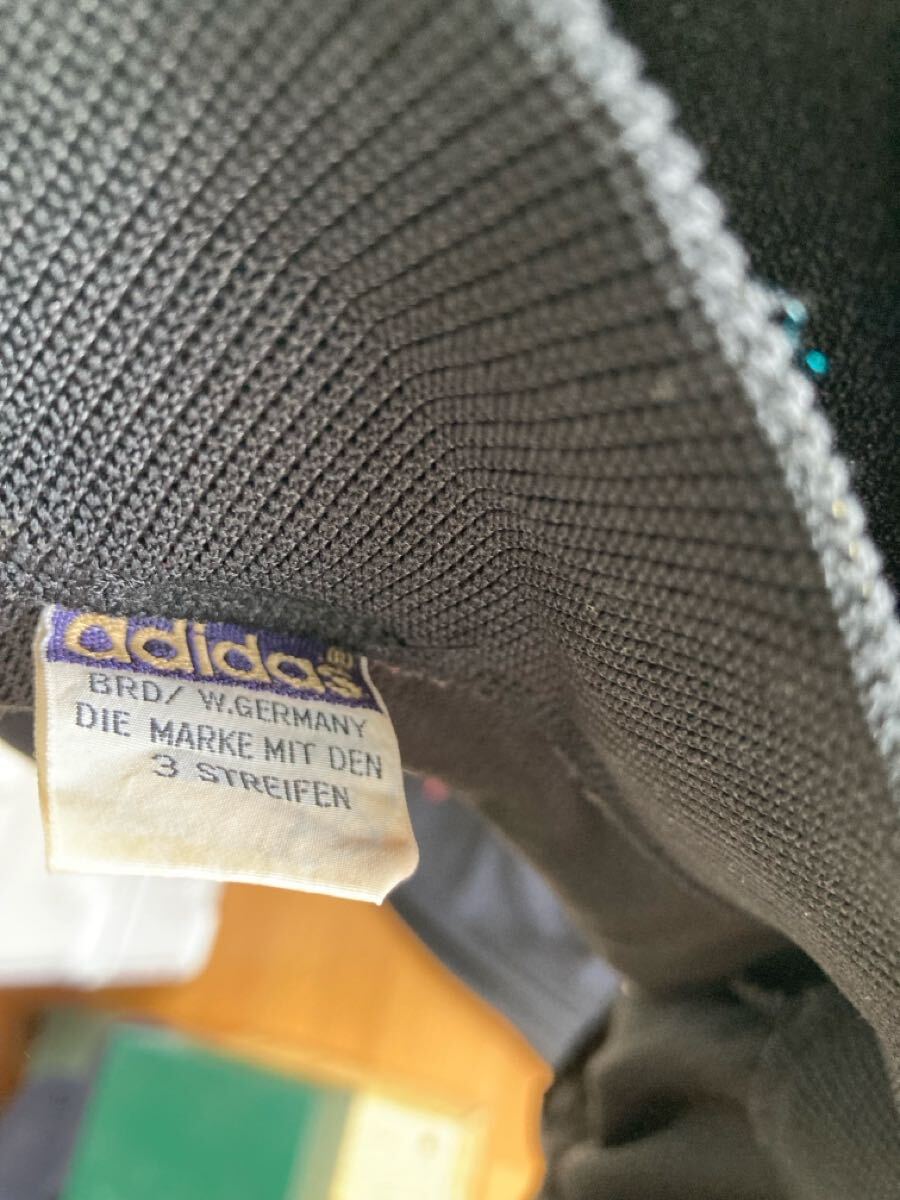 adidas®
BRD/ W.GERMANY
DIE MARKE MIT DEN
3 STREIFEN